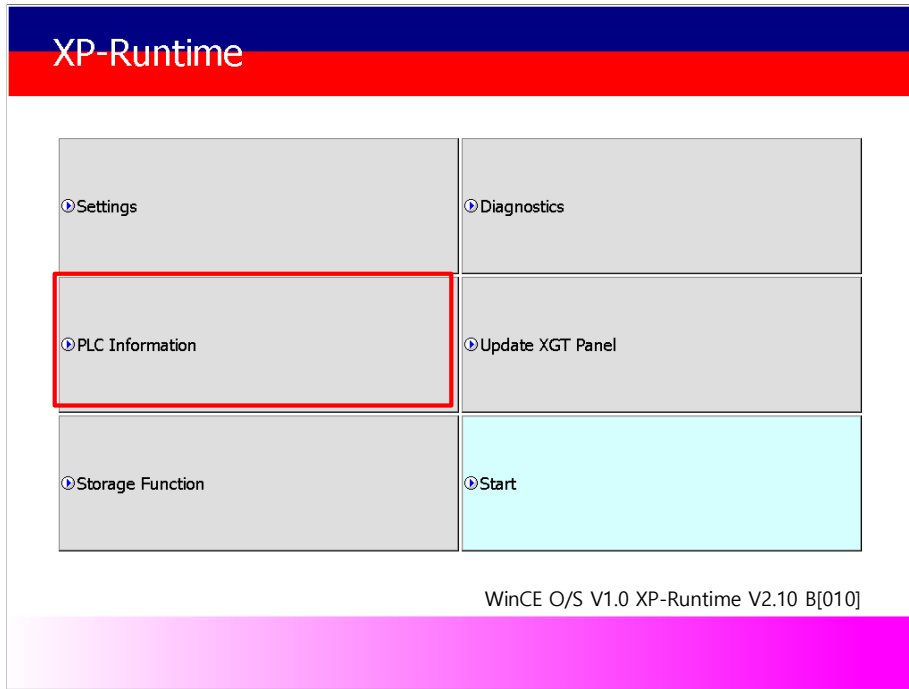 XP-Runtime
Settings
Diagnostics
PLC Information
Update XGT Panel
Storage Function
Start
WinCE O/S V1.0 XP-Runtime V2.10 B[010]